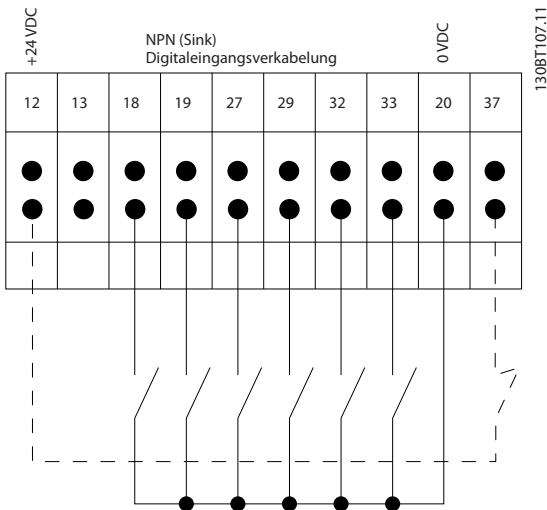 +24 VDC
NPN (Sink)
Digitaleingangsverkabelung
0 VDC
130BT107.11
12 13 18 19 27 29 32 33 20 37